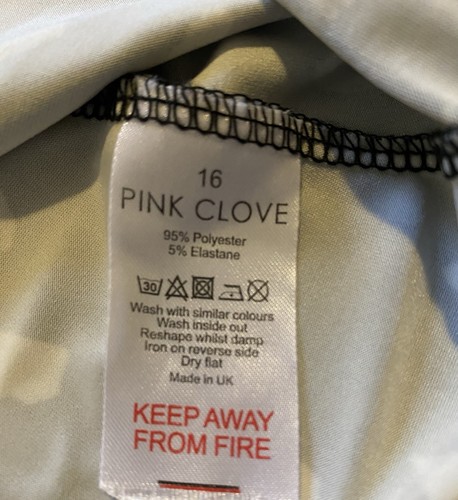 16
PINK CLOVE
95% Polyester
5% Elastane
30
Wash with similar colours
Wash inside out
Reshape whilst damp
Iron on reverse side
Dry flat
Made in UK
KEEP AWAY
FROM FIRE